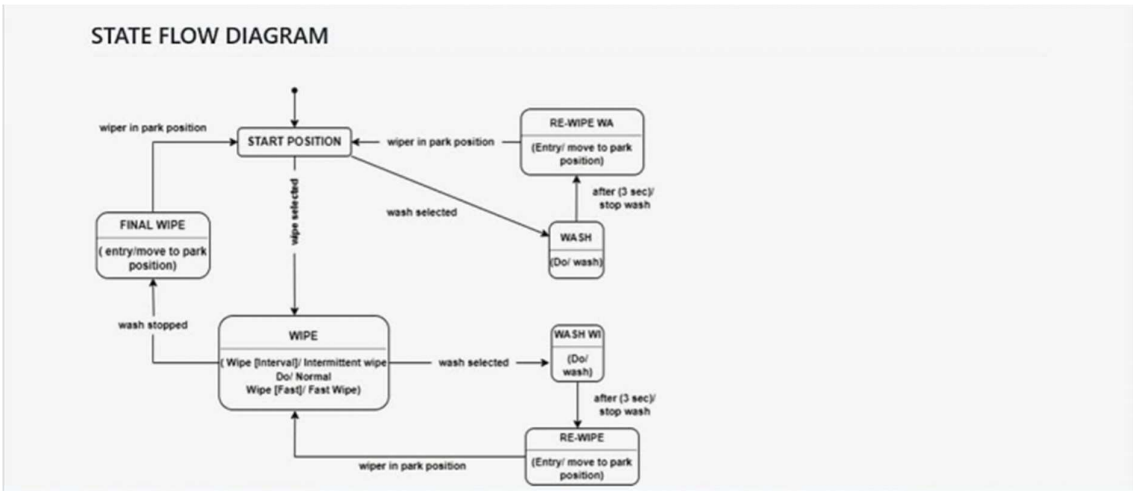 STATE FLOW DIAGRAM
wiper in park position
START POSITION
wiper in park position
RE-WIPE WA
(Entry/ move to park
position)
after (3 sec)/
stop wash
wipe selected
wash selected
WASH
(Do/ wash)
FINAL WIPE
( entry/move to park
position)
wash stopped
WIPE
( Wipe [Interval]/ Intermittent wipe
Do/ Normal
Wipe [Fast]/ Fast Wipe)
wash selected
WASH WI
(Do/
wash)
after (3 sec)/
stop wash
RE-WIPE
(Entry/ move to park
position)
wiper in park position